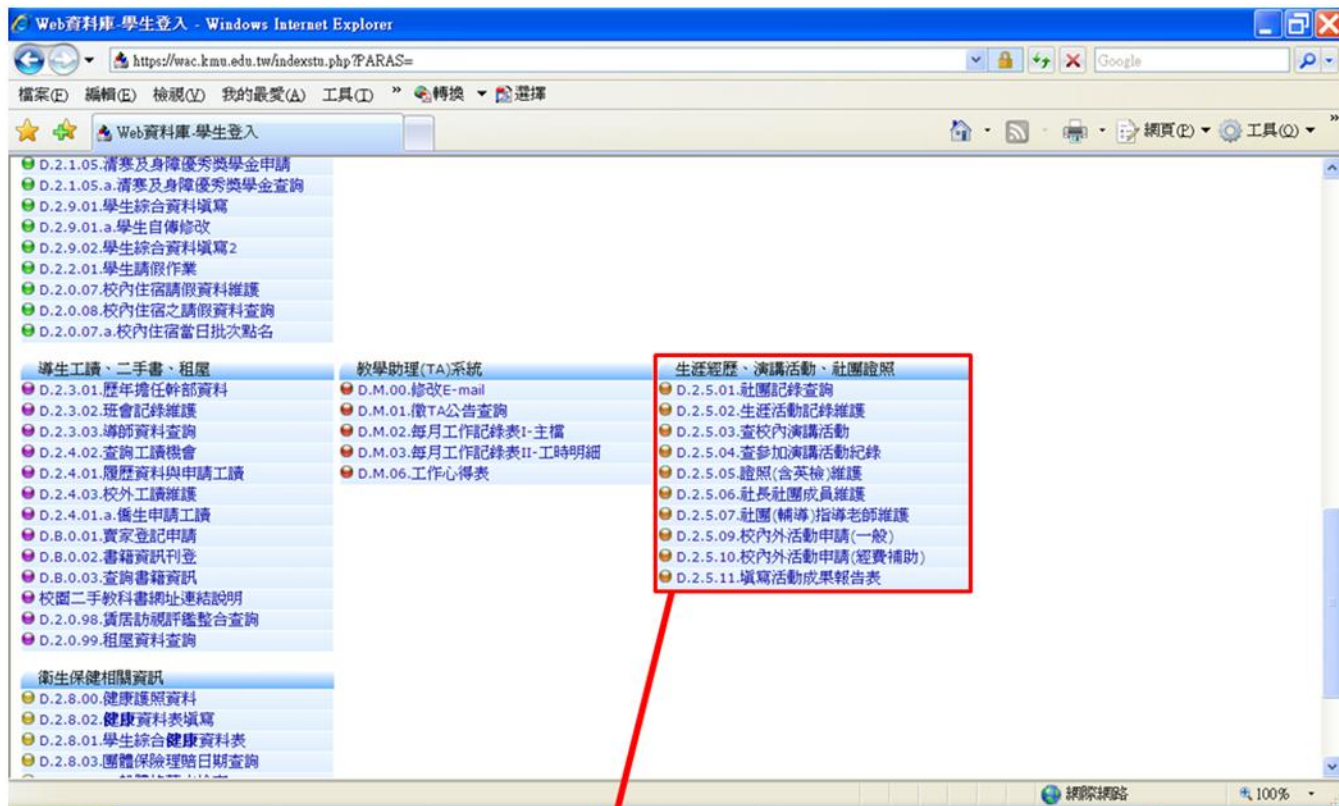 Web資料庫-學生登入 - Windows Internet Explorer
https://wac.kmu.edu.tw/indexstu.php?PARAS=
Google
檔案(F) 編輯(E) 檢視(V) 我的最愛(A) 工具(T) » 轉換 ▼ 選擇
Web資料庫-學生登入
網頁(P) ▼ 工具(O) ▼ »
D.2.1.05.清寒及身障優秀獎學金申請
D.2.1.05.a.清寒及身障優秀獎學金查詢
D.2.9.01.學生綜合資料填寫
D.2.9.01.a.學生自傳修改
D.2.9.02.學生綜合資料填寫2
D.2.2.01.學生請假作業
D.2.0.07.校內住宿請假資料維護
D.2.0.08.校內住宿之請假資料查詢
D.2.0.07.a.校內住宿當日批次點名
導生工讀、二手書、租屋
D.2.3.01.歷年擔任幹部資料
D.2.3.02.班會記錄維護
D.2.3.03.導師資料查詢
D.2.4.02.查詢工讀機會
D.2.4.01.履歷資料與申請工讀
D.2.4.03.校外工讀維護
D.2.4.01.a.僑生申請工讀
D.B.0.01.賣家登記申請
D.B.0.02.書籍資訊刊登
D.B.0.03.查詢書籍資訊
校園二手教科書網址連結說明
D.2.0.98.賃居訪視評鑑整合查詢
D.2.0.99.租屋資料查詢
教學助理(TA)系統
D.M.00.修改E-mail
D.M.01.徵TA公告查詢
D.M.02.每月工作記錄表I-主檔
D.M.03.每月工作記錄表II-工時明細
D.M.06.工作心得表
生涯經歷、演講活動、社團證照
D.2.5.01.社團記錄查詢
D.2.5.02.生涯活動記錄維護
D.2.5.03.查校內演講活動
D.2.5.04.查參加演講活動紀錄
D.2.5.05.證照(含英檢)維護
D.2.5.06.社長社團成員維護
D.2.5.07.社團(輔導)指導老師維護
D.2.5.09.校內外活動申請(一般)
D.2.5.10.校內外活動申請(經費補助)
D.2.5.11.填寫活動成果報告表
衛生保健相關資訊
D.2.8.00.健康護照資料
D.2.8.02.健康資料表填寫
D.2.8.01.學生綜合健康資料表
D.2.8.03.團體保險理賠日期查詢
網際網路 100%